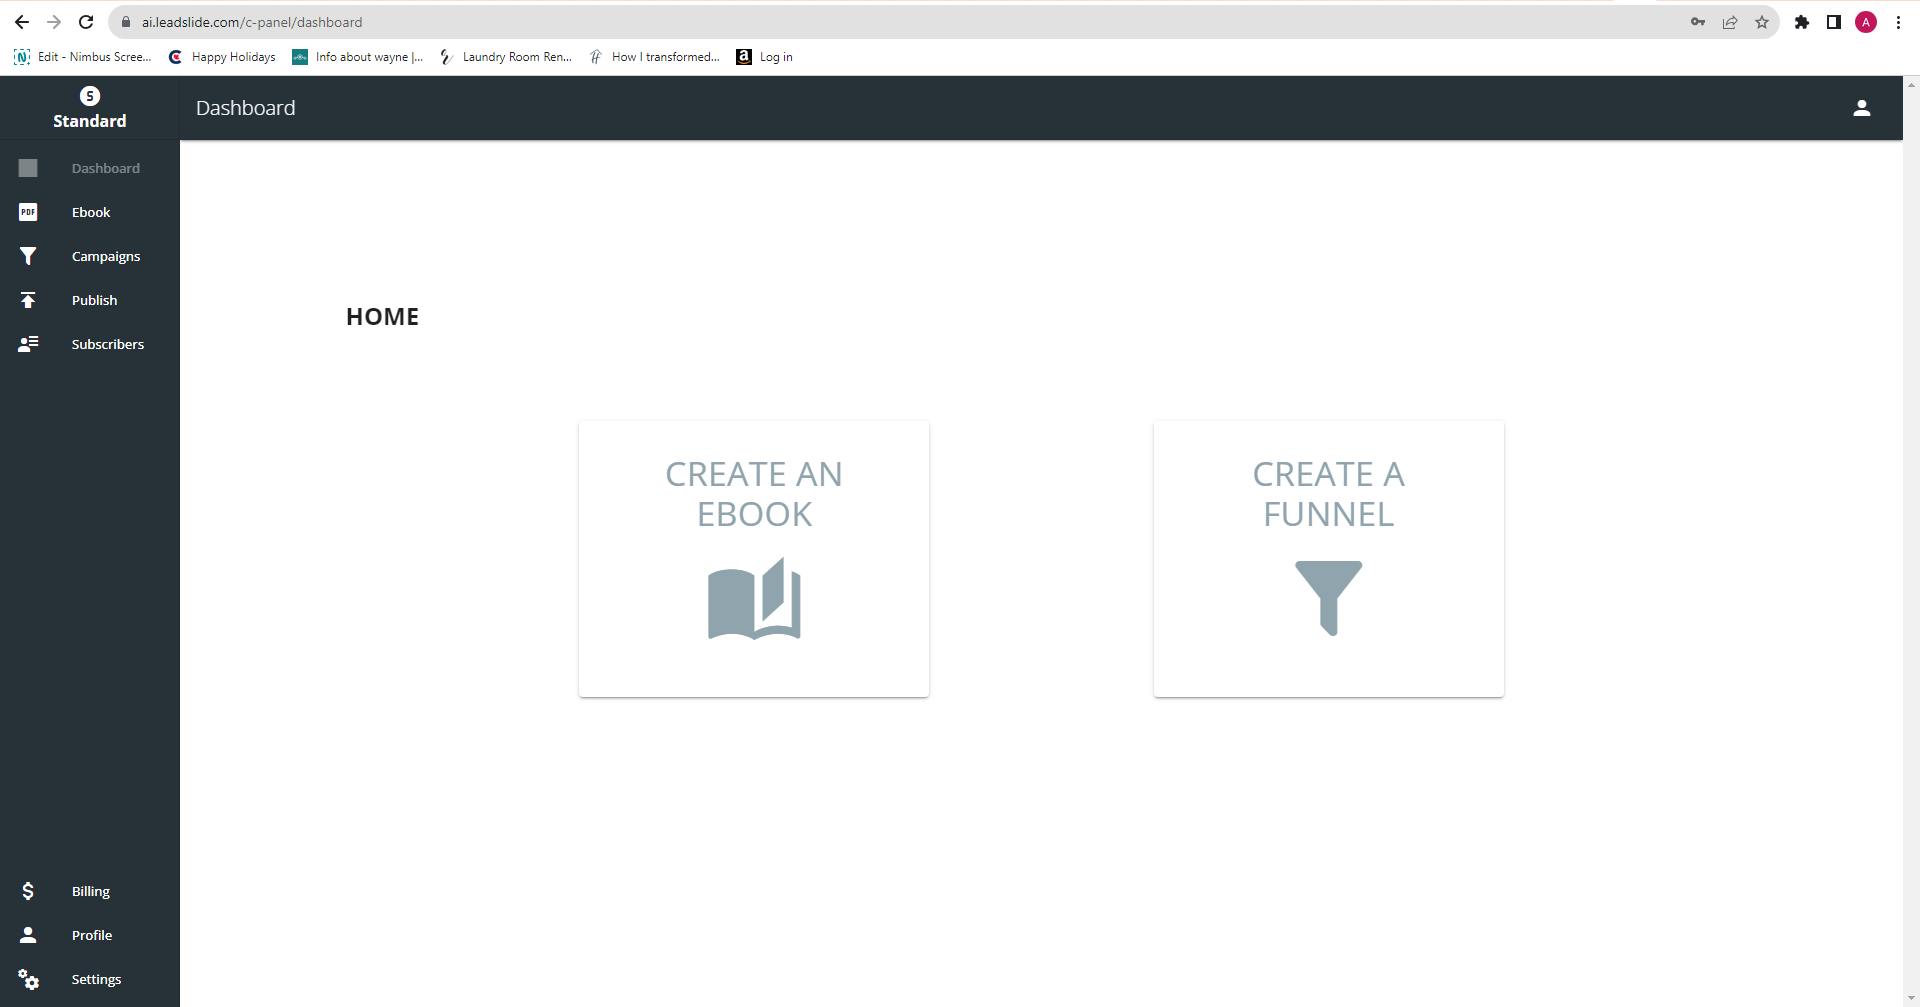 ai.leadslide.com/c-panel/dashboard
A
Edit - Nimbus Scree... Happy Holidays Info about wayne |... Laundry Room Ren... How I transformed... a Log in
S
Standard
Dashboard
Dashboard
PDF Ebook
Campaigns
Publish
Subscribers
HOME
CREATE AN
EBOOK
CREATE A
FUNNEL
$ Billing
Profile
Settings